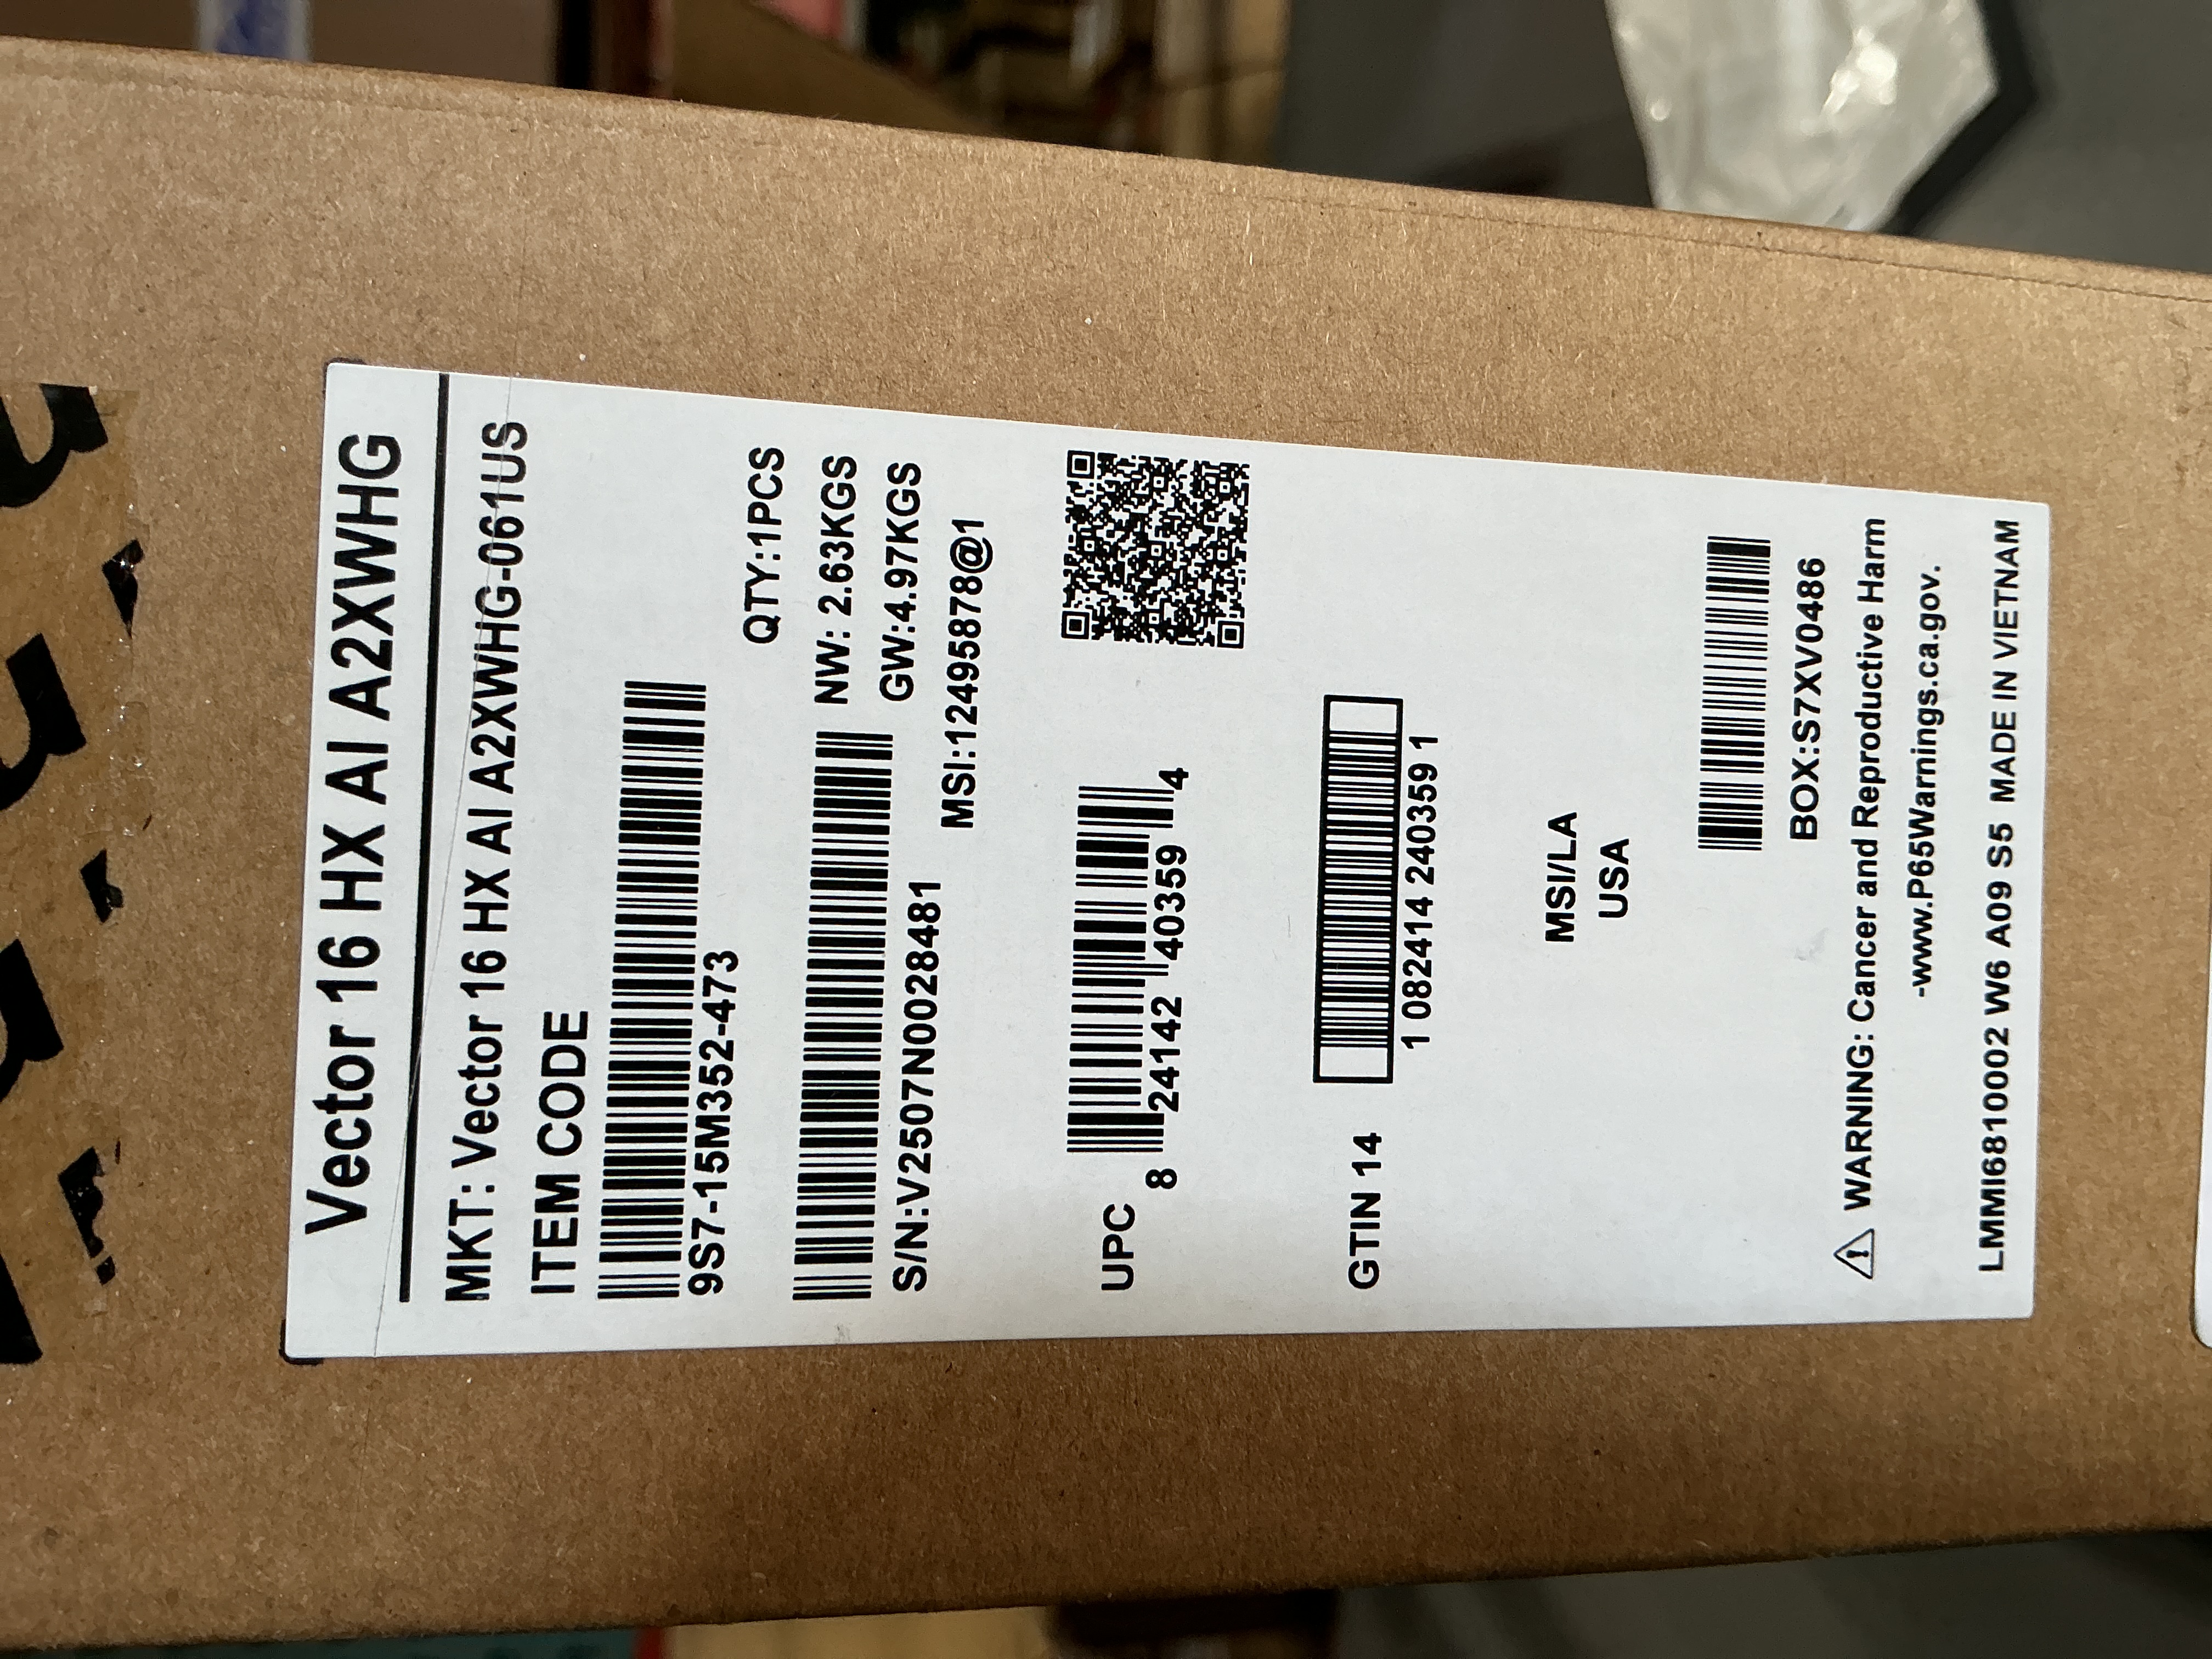 Vector 16 HX AI A2XWHG
MKT: Vector 16 HX AI A2XWHG-061US
ITEM CODE
9S7-15M352-473
QTY:1PCS
NW: 2.63KGS
GW:4.97KGS
S/N:V2507N0028481
MSI:12495878@1
UPC
8 24142 40359 4
GTIN 14
1 082414 240359 1
MSI/LA
USA
BOX:S7XV0486
WARNING: Cancer and Reproductive Harm
-www.P65Warnings.ca.gov.
LMMI6810002 W6 A09 S5 MADE IN VIETNAM